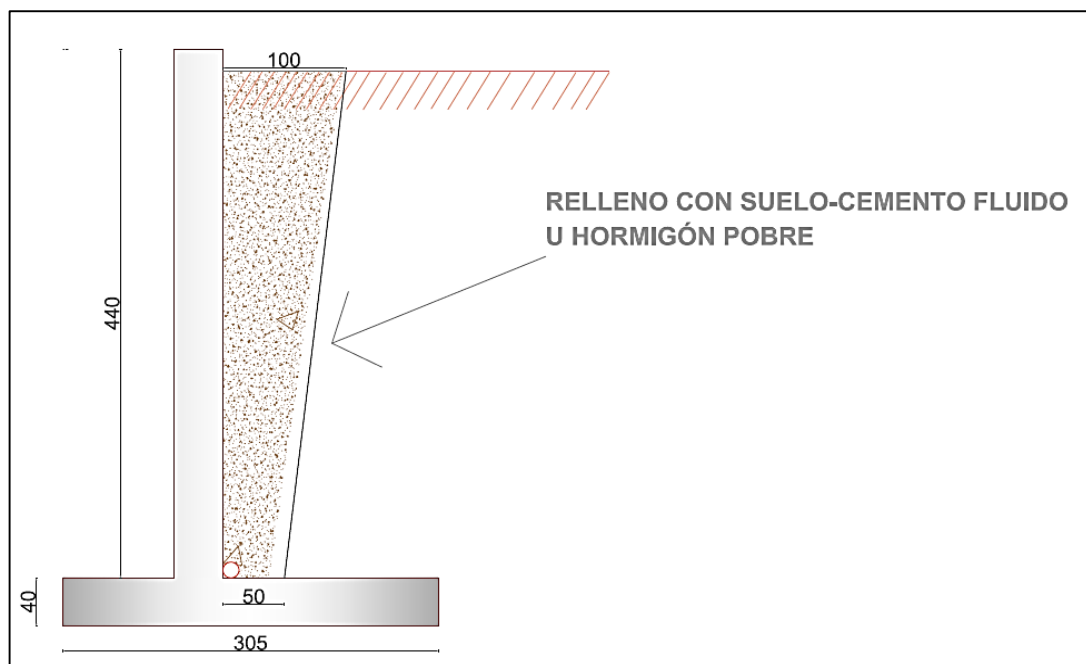 100
RELLENO CON SUELO-CEMENTO FLUIDO
U HORMIGÓN POBRE
440
50
40
305